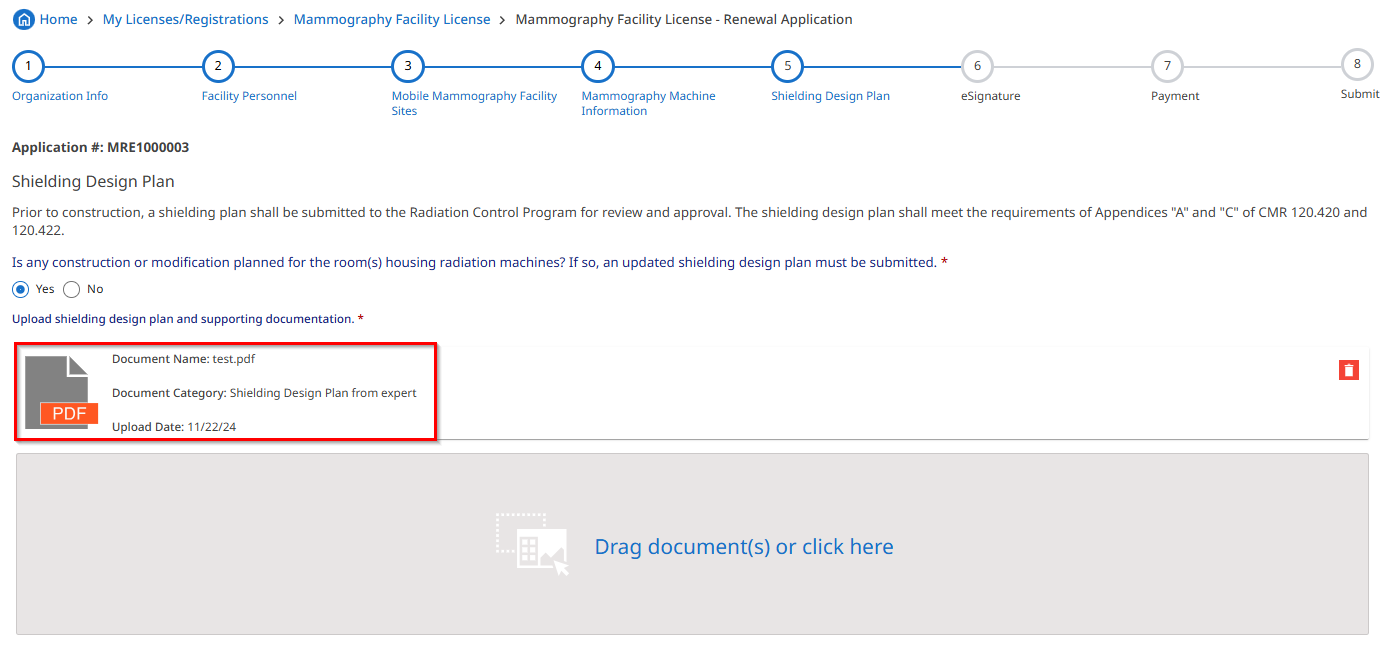 Home > My Licenses/Registrations > Mammography Facility License > Mammography Facility License - Renewal Application
1 2 3 4 5 6 7 8
Organization Info
Facility Personnel
Mobile Mammography Facility
Sites
Mammography Machine
Information
Shielding Design Plan
eSignature
Payment
Submit
Application #: MRE1000003
Shielding Design Plan
Prior to construction, a shielding plan shall be submitted to the Radiation Control Program for review and approval. The shielding design plan shall meet the requirements of Appendices "A" and "C" of CMR 120.420 and
120.422.
Is any construction or modification planned for the room(s) housing radiation machines? If so, an updated shielding design plan must be submitted. *
Yes No
Upload shielding design plan and supporting documentation. *
PDF
Document Name: test.pdf
Document Category: Shielding Design Plan from expert
Upload Date: 11/22/24
Drag document(s) or click here